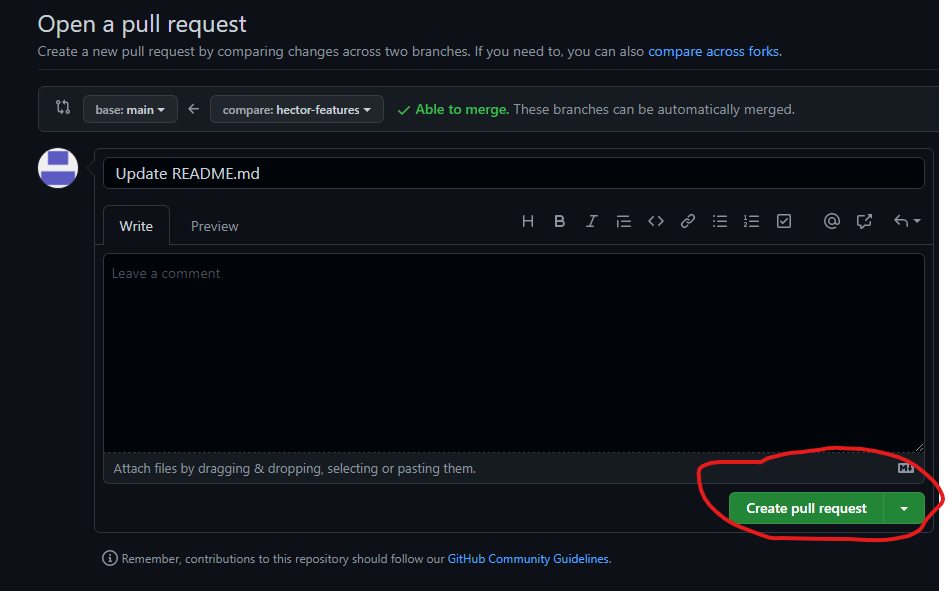 Open a pull request
Create a new pull request by comparing changes across two branches. If you need to, you can also compare across forks.
base: main compare: hector-features Able to merge. These branches can be automatically merged.
Update README.md
Write Preview
Leave a comment
Attach files by dragging & dropping, selecting or pasting them.
Create pull request
Remember, contributions to this repository should follow our GitHub Community Guidelines.